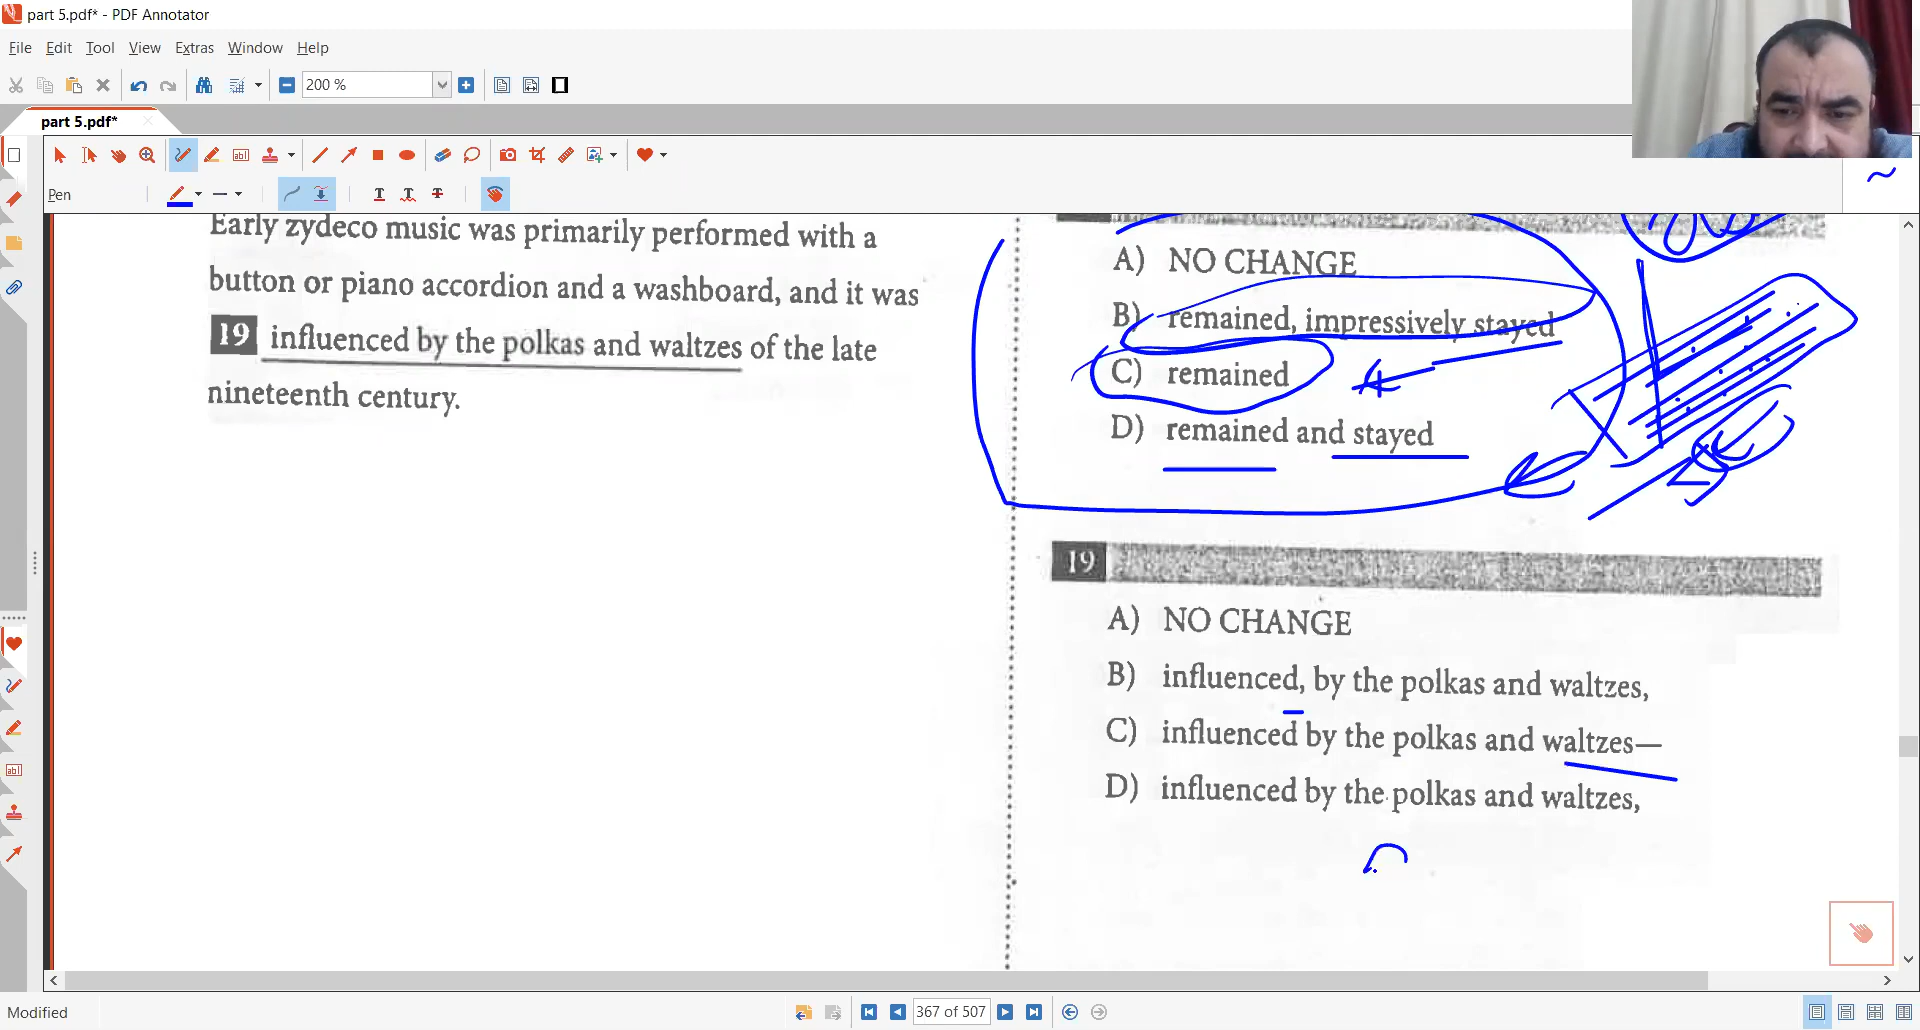 part 5.pdf* - PDF Annotator
File Edit Tool View Extras Window Help
200 %
part 5.pdf*
Pen
Early zydeco music was primarily performed with a
button or piano accordion and a washboard, and it was
19 influenced by the polkas and waltzes of the late
nineteenth century.
A) NO CHANGE
B) remained, impressively stayed
C) remained
D) remained and stayed
19
A) NO CHANGE
B) influenced, by the polkas and waltzes,
C) influenced by the polkas and waltzes—
D) influenced by the polkas and waltzes,
Modified
367 of 507